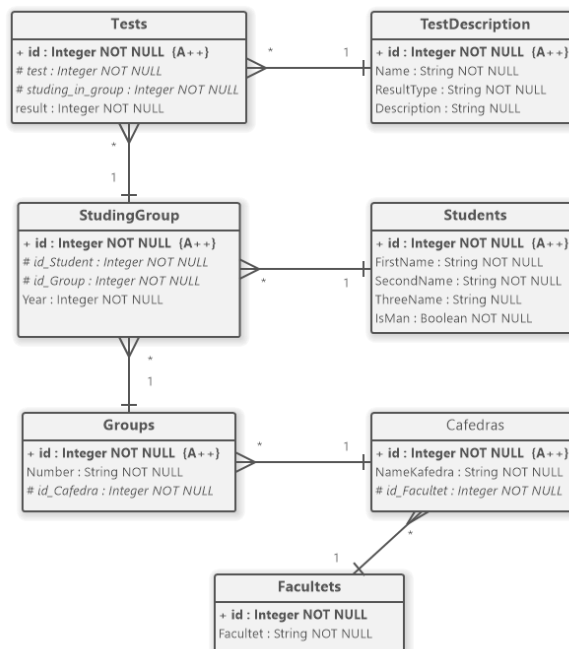 Tests
+ id : Integer NOT NULL (A++)
# test : Integer NOT NULL
# studing_in_group : Integer NOT NULL
result : Integer NOT NULL
*
1
TestDescription
+ id : Integer NOT NULL (A++)
Name : String NOT NULL
ResultType : String NOT NULL
Description : String NULL
*
1
StudingGroup
+ id : Integer NOT NULL (A++)
# id_Student : Integer NOT NULL
# id_Group : Integer NOT NULL
Year : Integer NOT NULL
*
1
Students
+ id : Integer NOT NULL (A++)
FirstName : String NOT NULL
SecondName : String NOT NULL
ThreeName : String NULL
IsMan : Boolean NOT NULL
*
1
Groups
+ id : Integer NOT NULL (A++)
Number : String NOT NULL
# id_Cafedra : Integer NOT NULL
*
1
Cafedras
+ id : Integer NOT NULL (A++)
NameKafedra : String NOT NULL
# id_Facultet : Integer NOT NULL
*
1
Facultets
+ id : Integer NOT NULL
Facultet : String NOT NULL